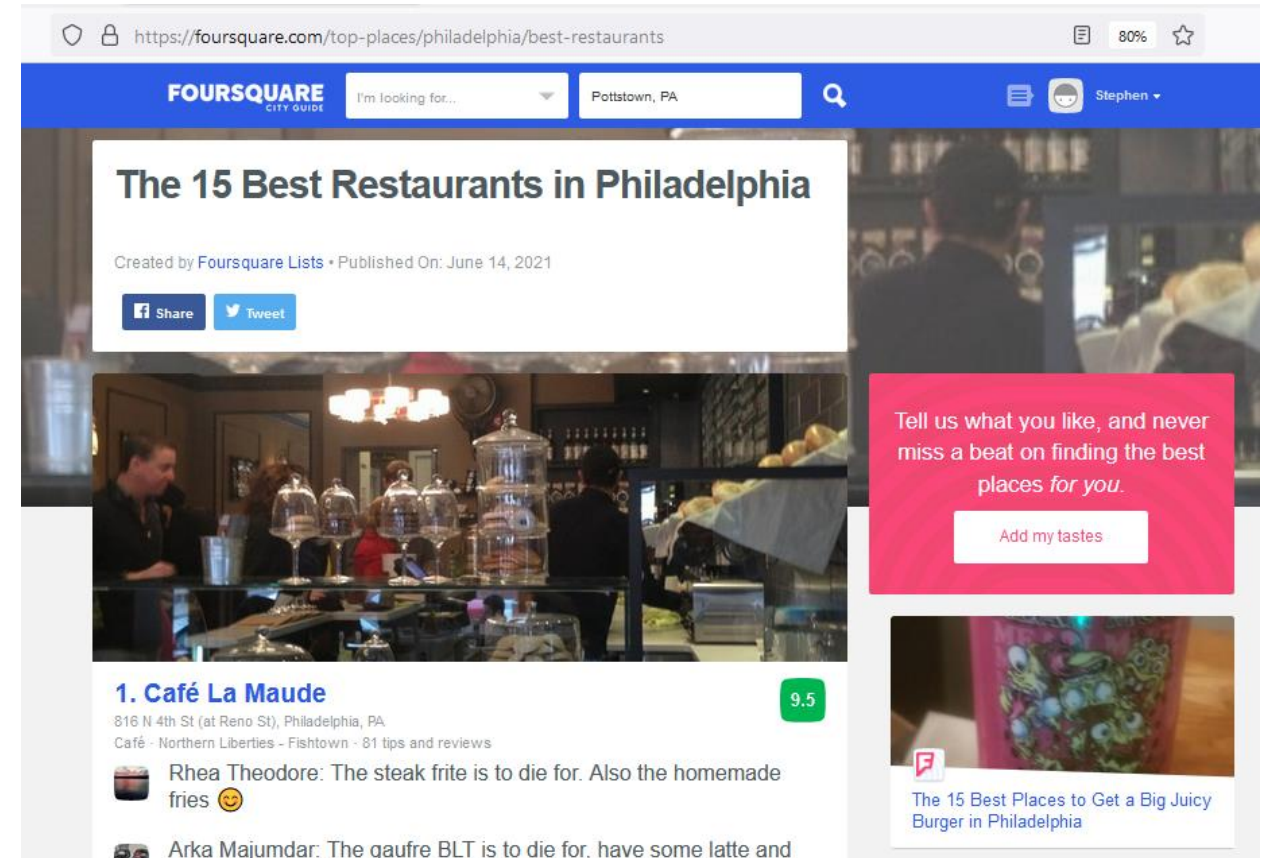 https://foursquare.com/top-places/philadelphia/best-restaurants
80%
FOURSQUARE
CITY GUIDE
I'm looking for...
Pottstown, PA
Stephen
The 15 Best Restaurants in Philadelphia
Created by Foursquare Lists • Published On: June 14, 2021
Share
Tweet
Tell us what you like, and never
miss a beat on finding the best
places for you.
Add my tastes
1. Café La Maude
9.5
816 N 4th St (at Reno St), Philadelphia, PA
Café · Northern Liberties - Fishtown · 81 tips and reviews
Rhea Theodore: The steak frite is to die for. Also the homemade
fries 😊
Arka Majumdar: The gaufre BLT is to die for, have some latte and
The 15 Best Places to Get a Big Juicy
Burger in Philadelphia